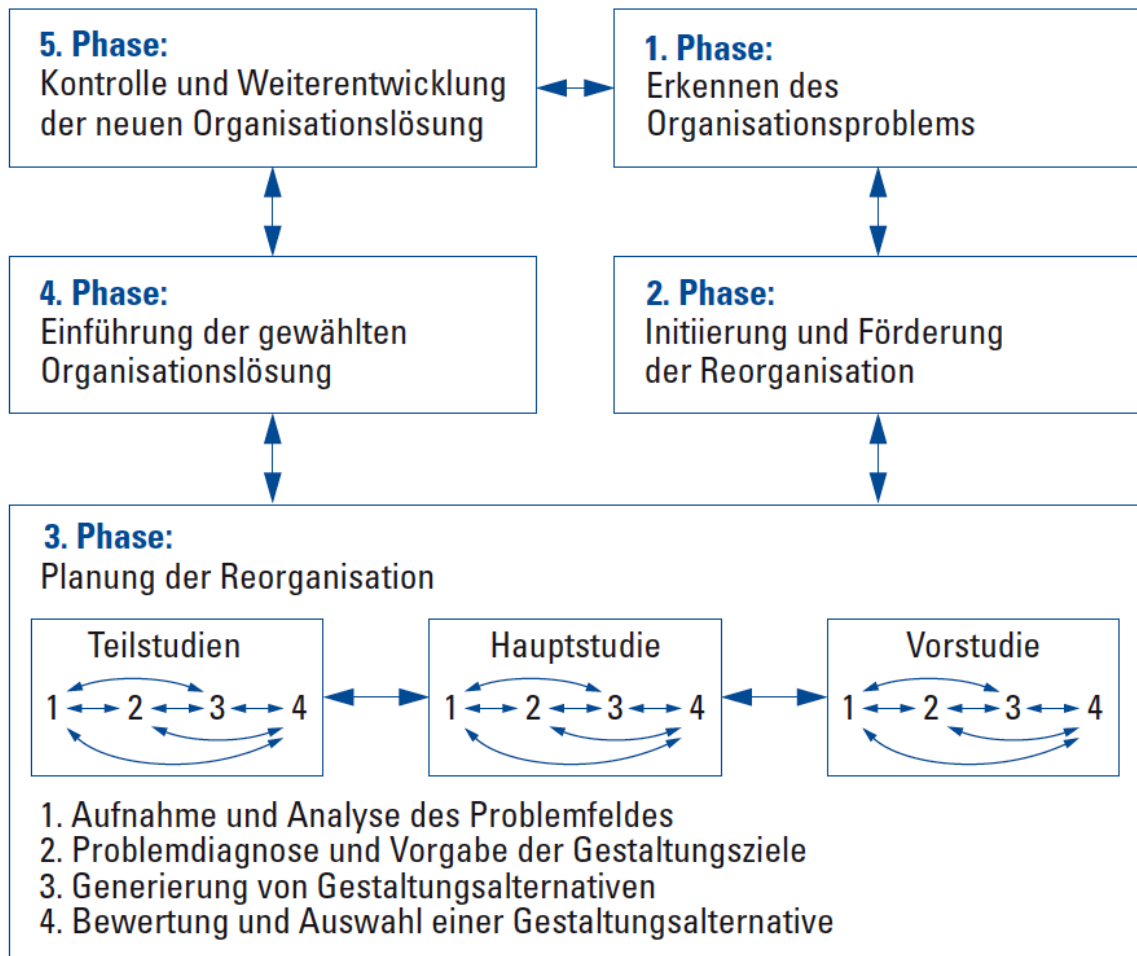 5. Phase:
Kontrolle und Weiterentwicklung
der neuen Organisationslösung
1. Phase:
Erkennen des
Organisationsproblems
4. Phase:
Einführung der gewählten
Organisationslösung
2. Phase:
Initiierung und Förderung
der Reorganisation
3. Phase:
Planung der Reorganisation
Teilstudien
1 2 3 4
Hauptstudie
1 2 3 4
Vorstudie
1 2 3 4
1. Aufnahme und Analyse des Problemfeldes
2. Problemdiagnose und Vorgabe der Gestaltungsziele
3. Generierung von Gestaltungsalternativen
4. Bewertung und Auswahl einer Gestaltungsalternative